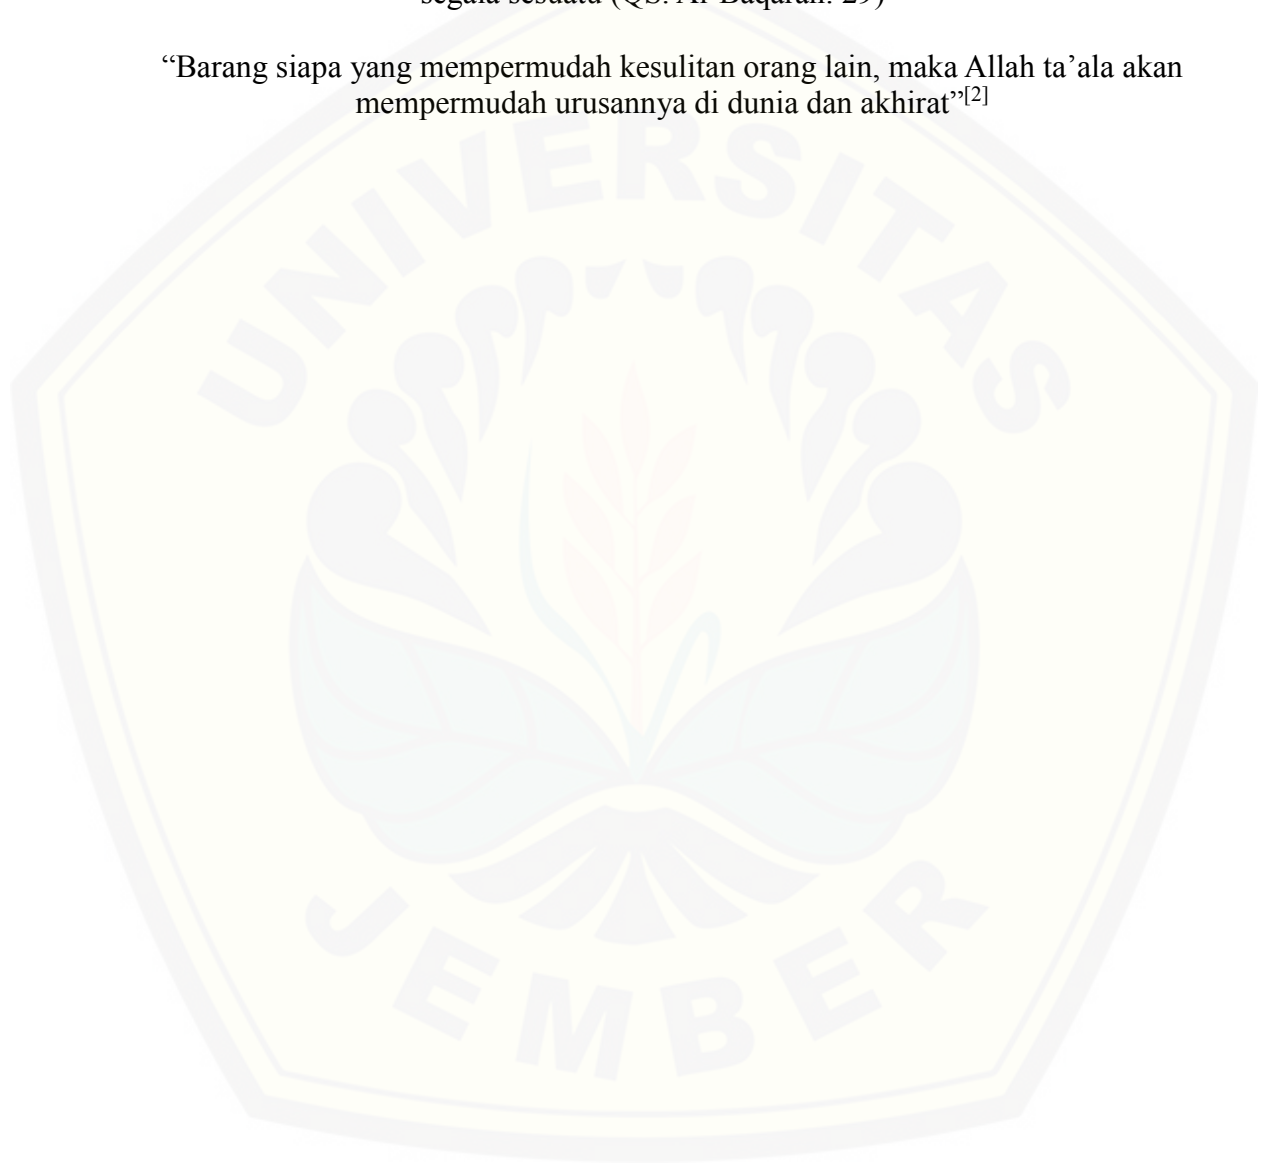 segala sesuatu (QS. Al-Baqarah: 29)
“Barang siapa yang mempermudah kesulitan orang lain, maka Allah ta’ala akan
mempermudah urusannya di dunia dan akhirat”[2]
UNIVERSITAS
JEMBER